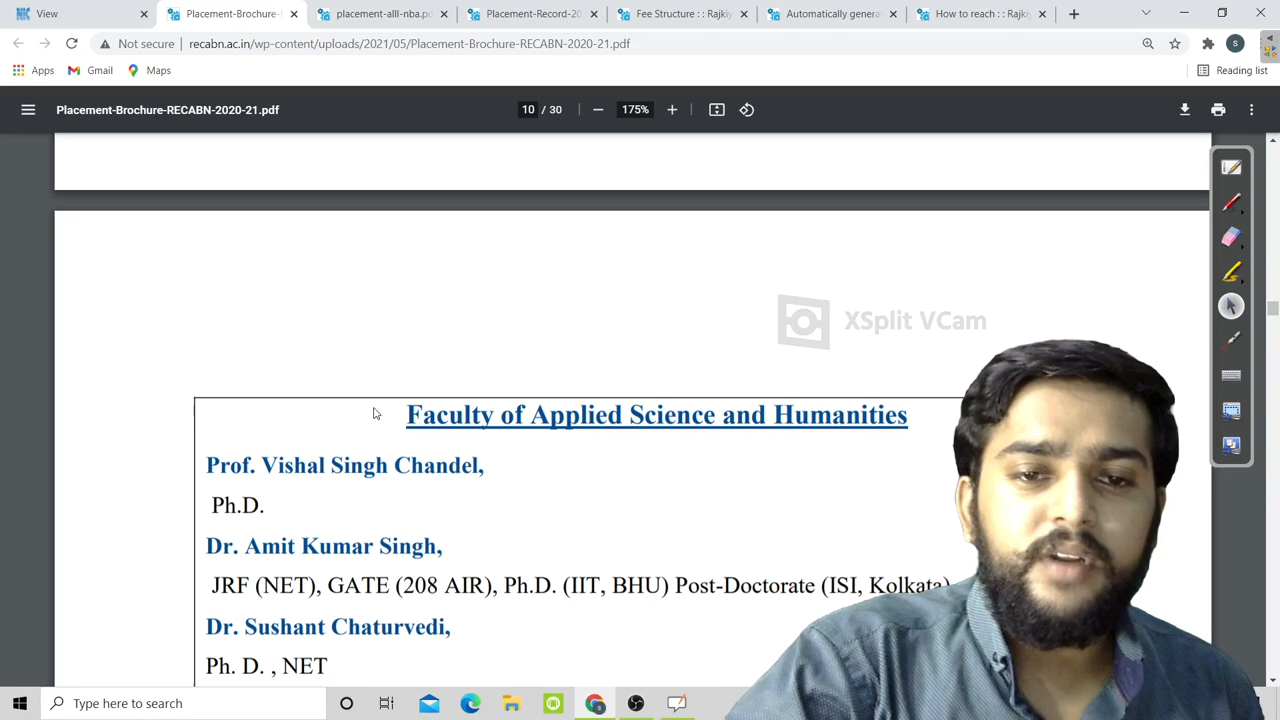 View
Placement-Brochure-
placement-alll-nba.p
Placement-Record-20
Fee Structure : : Rajkiy
Automatically genera
How to reach : : Rajki
Not secure
recabn.ac.in/wp-content/uploads/2021/05/Placement-Brochure-RECABN-2020-21.pdf
S
Apps
Gmail
Maps
Reading list
Placement-Brochure-RECABN-2020-21.pdf
10 / 30
175%
XSplit VCam
Faculty of Applied Science and Humanities
Prof. Vishal Singh Chandel,
Ph.D.
Dr. Amit Kumar Singh,
JRF (NET), GATE (208 AIR), Ph.D. (IIT, BHU) Post-Doctorate (ISI, Kolkata)
Dr. Sushant Chaturvedi,
Ph. D. , NET
Type here to search